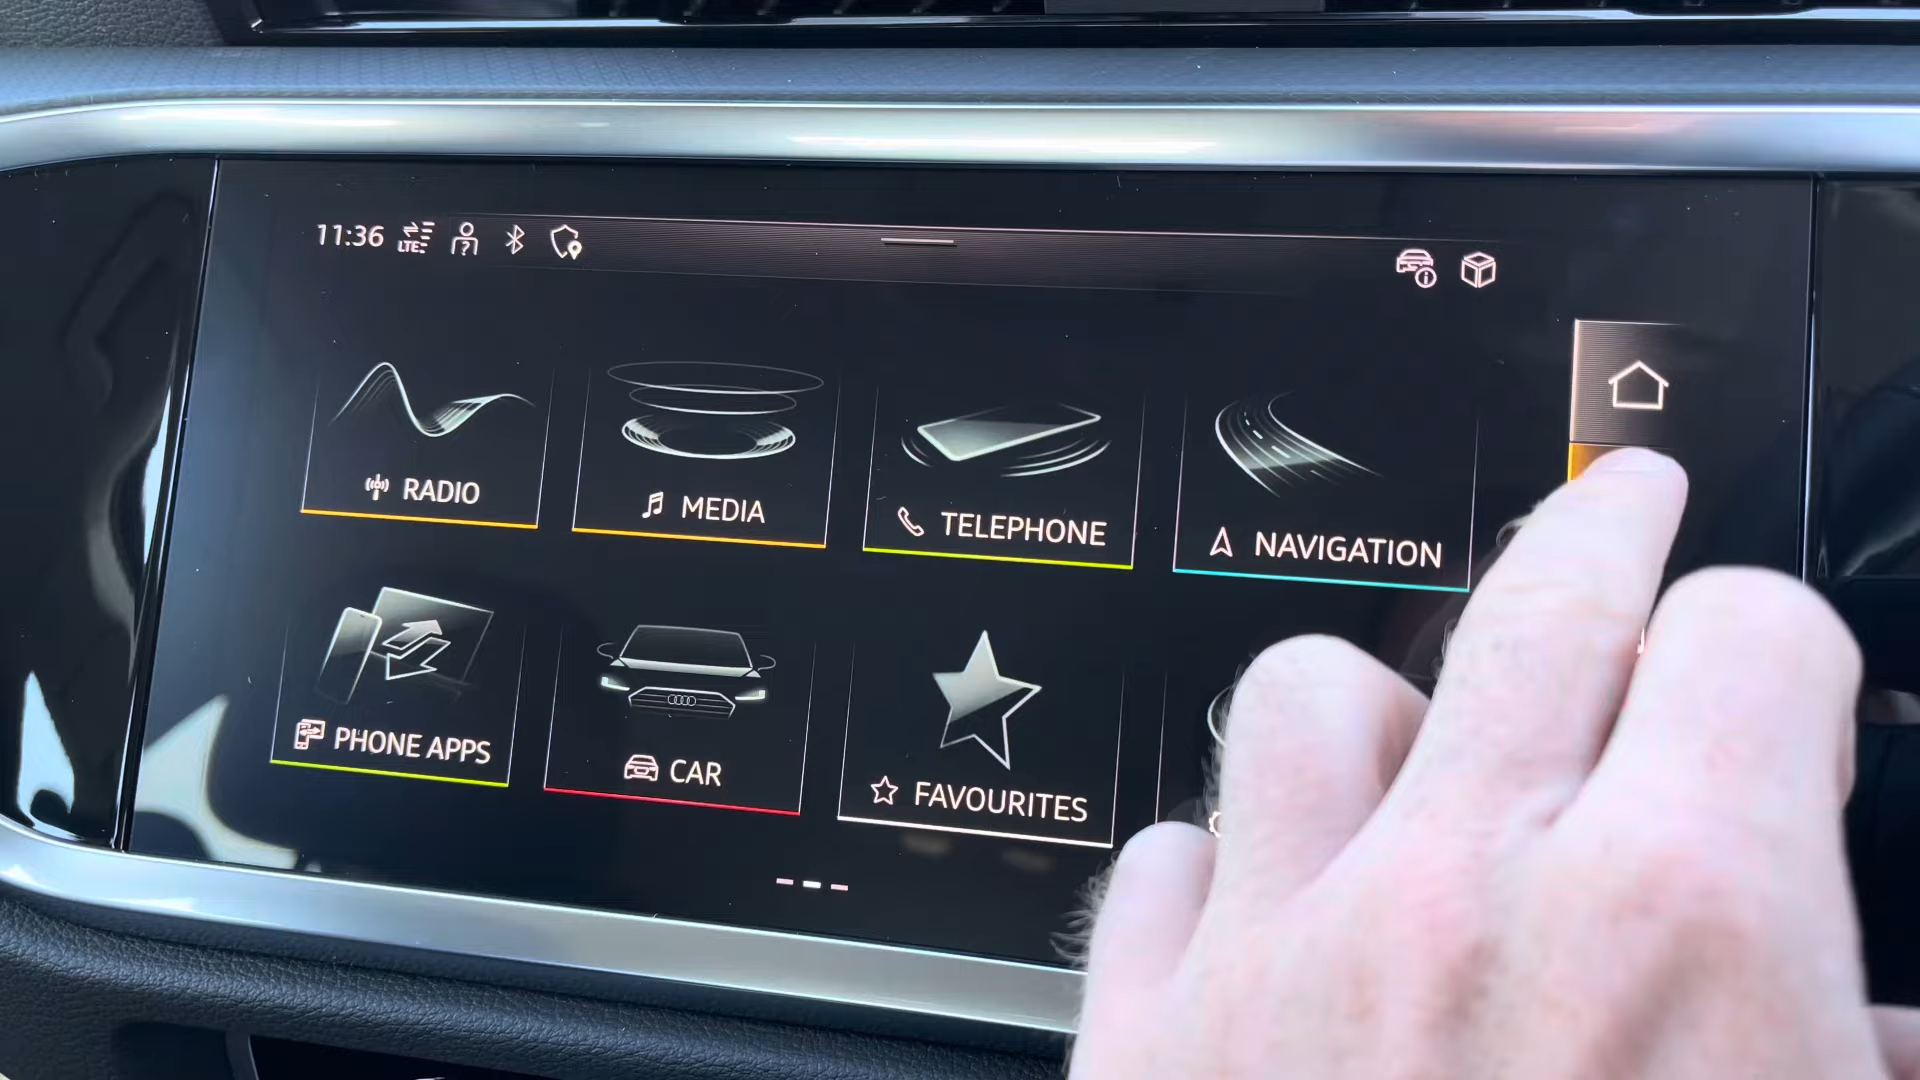 11:36 LTE
RADIO
MEDIA
TELEPHONE
NAVIGATION
PHONE APPS
CAR
FAVOURITES